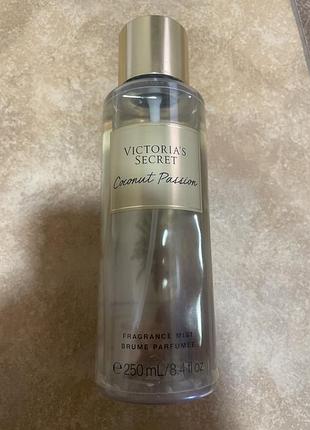 VICTORIA'S
SECRET
Coconut Passion
FRAGRANCE MIST
BRUME PARFUMÉE
℮ 250 mL/8.4 fl oz